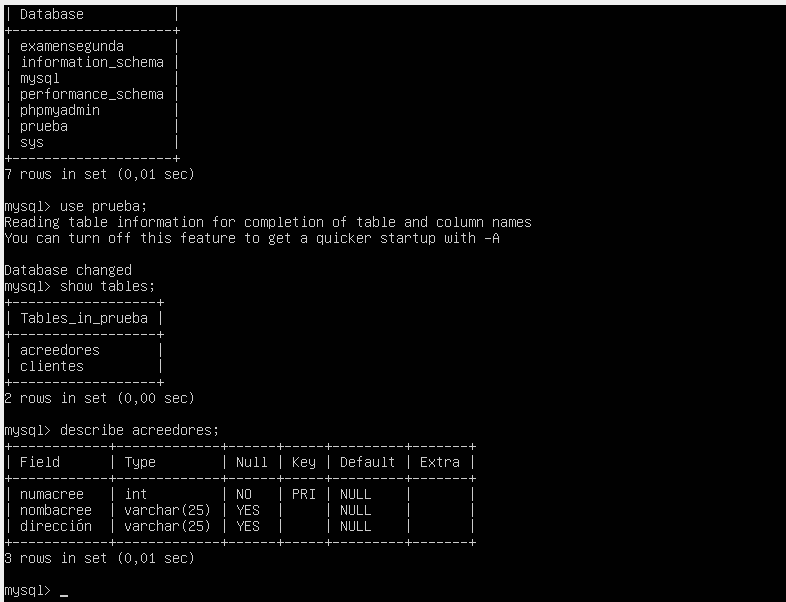 | Database           |
+--------------------+
| examensegunda      |
| information_schema |
| mysql              |
| performance_schema |
| phpmyadmin         |
| prueba             |
| sys                |
+--------------------+
7 rows in set (0,01 sec)

mysql> use prueba;
Reading table information for completion of table and column names
You can turn off this feature to get a quicker startup with -A

Database changed
mysql> show tables;
+------------------+
| Tables_in_prueba |
+------------------+
| acreedores       |
| clientes         |
+------------------+
2 rows in set (0,00 sec)

mysql> describe acreedores;
+------------+-------------+------+-----+---------+-------+
| Field      | Type        | Null | Key | Default | Extra |
+------------+-------------+------+-----+---------+-------+
| numacree   | int         | NO   | PRI | NULL    |       |
| nombacree  | varchar(25) | YES  |     | NULL    |       |
| dirección  | varchar(25) | YES  |     | NULL    |       |
+------------+-------------+------+-----+---------+-------+
3 rows in set (0,01 sec)

mysql> _